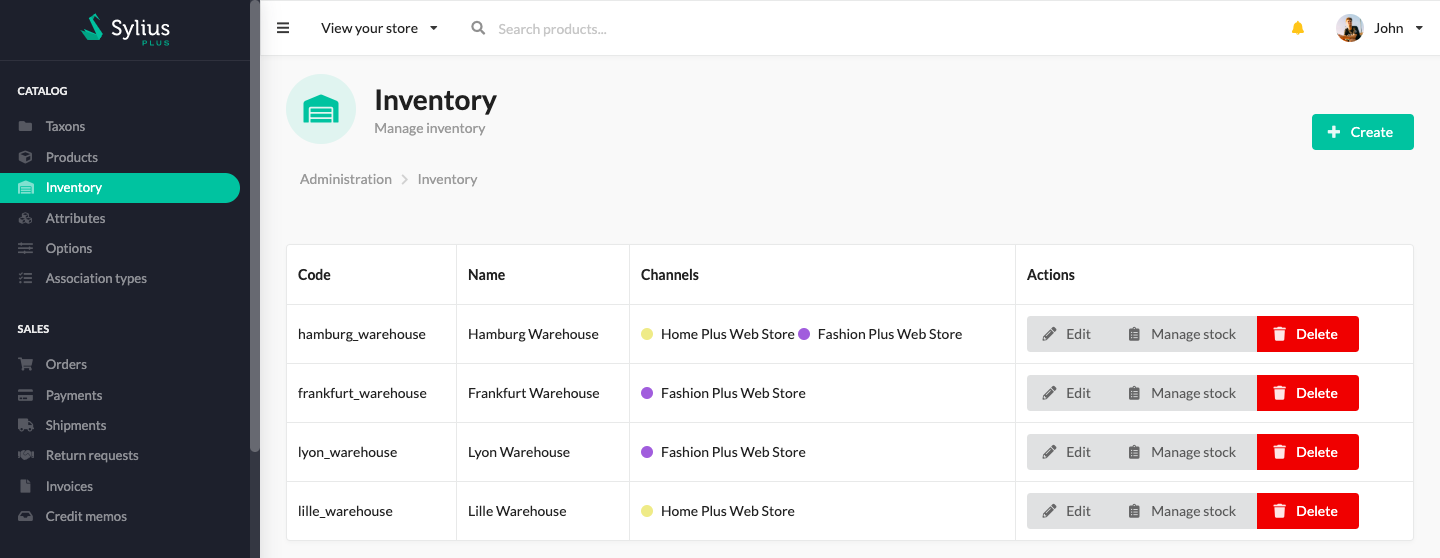 Sylius
PLUS
CATALOG
Taxons
Products
Inventory
Attributes
Options
Association types
SALES
Orders
Payments
Shipments
Return requests
Invoices
Credit memos
View your store
Search products...
John
Inventory
Manage inventory
Create
Administration > Inventory
Code Name Channels Actions
hamburg_warehouse Hamburg Warehouse Home Plus Web Store Fashion Plus Web Store Edit Manage stock Delete
frankfurt_warehouse Frankfurt Warehouse Fashion Plus Web Store Edit Manage stock Delete
lyon_warehouse Lyon Warehouse Fashion Plus Web Store Edit Manage stock Delete
lille_warehouse Lille Warehouse Home Plus Web Store Edit Manage stock Delete